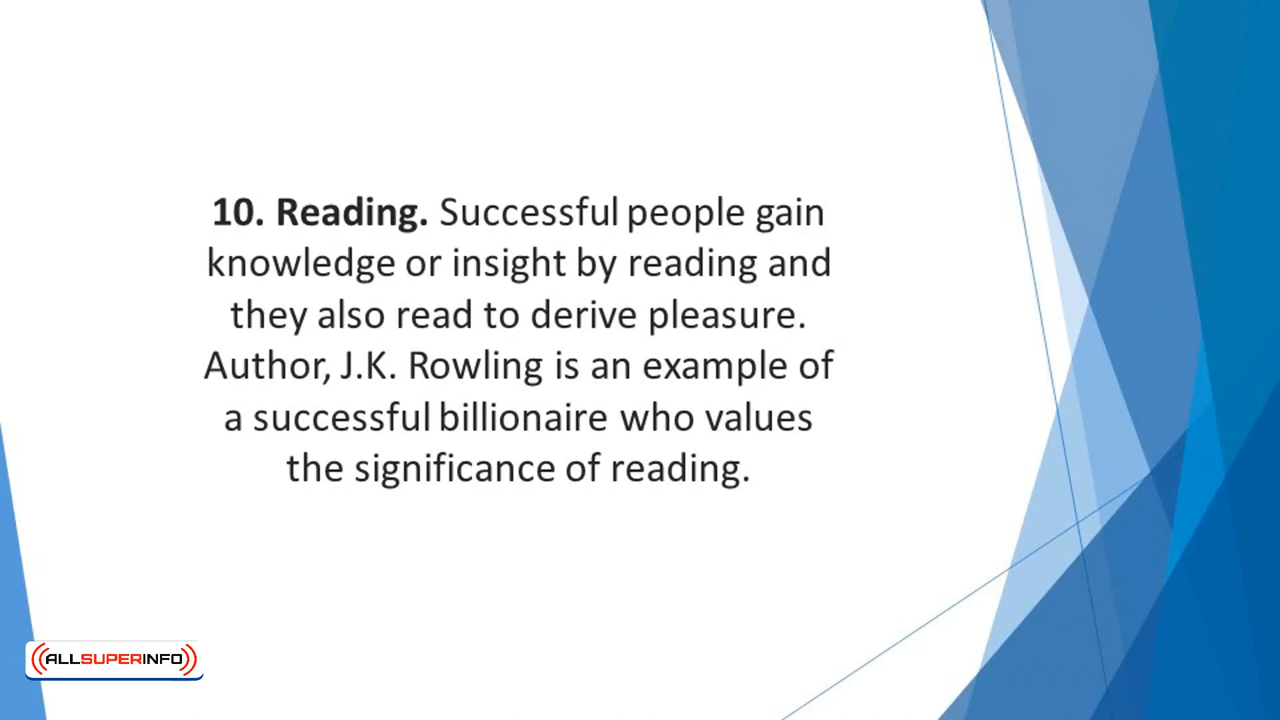 10. Reading. Successful people gain
knowledge or insight by reading and
they also read to derive pleasure.
Author, J.K. Rowling is an example of
a successful billionaire who values
the significance of reading.
ALLSUPERINFO